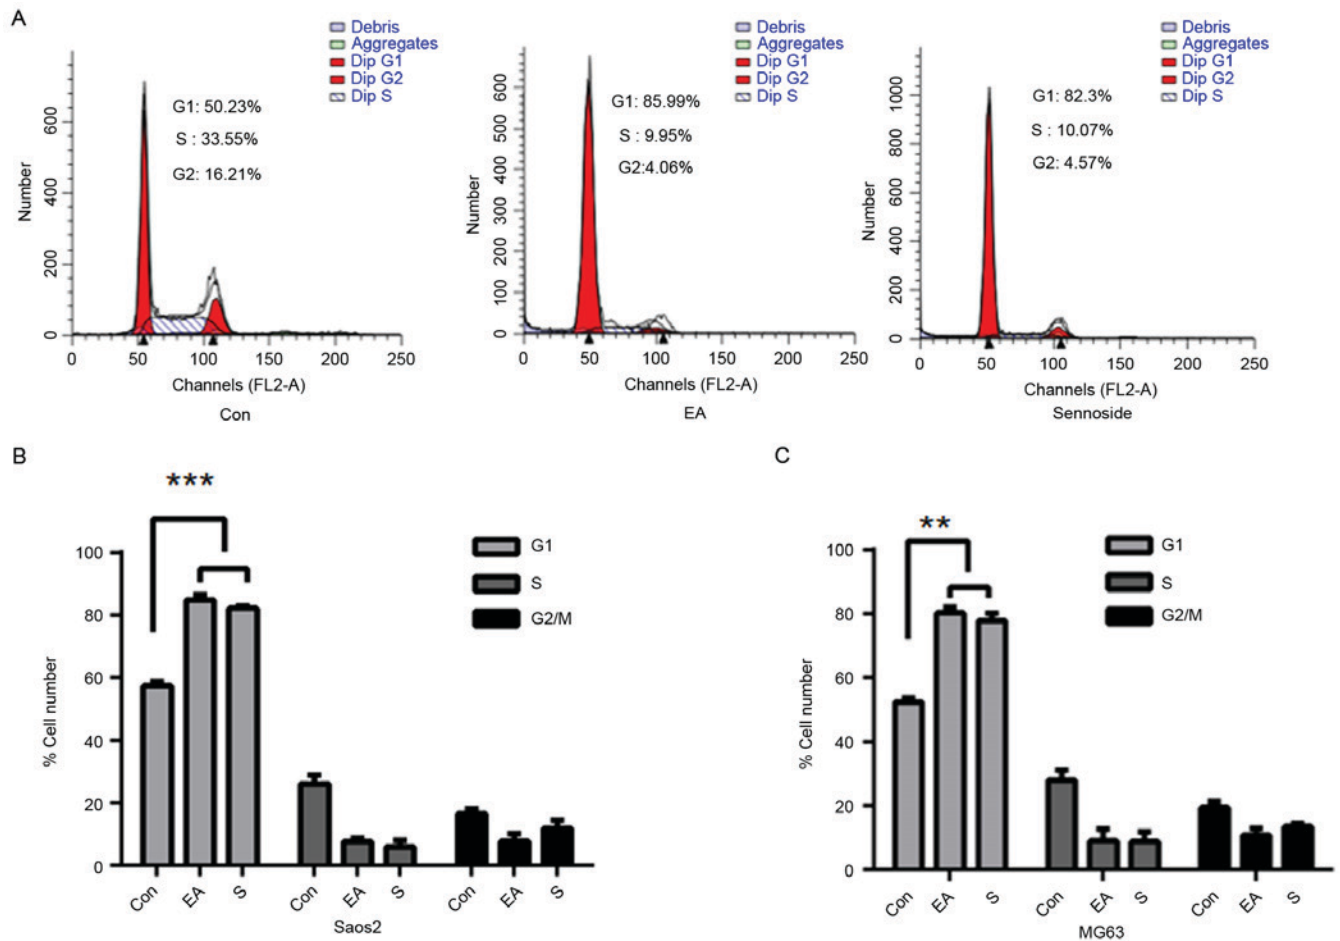 A
Debris
Aggregates
Dip G1
Dip G2
Dip S
G1: 50.23%
S : 33.55%
G2: 16.21%
Number
600
400
200
0
0 50 100 150 200 250
Channels (FL2-A)
Con
Debris
Aggregates
Dip G1
Dip G2
Dip S
G1: 85.99%
S : 9.95%
G2:4.06%
Number
600
500
400
300
200
100
0
0 50 100 150 200 250
Channels (FL2-A)
EA
Debris
Aggregates
Dip G1
Dip G2
Dip S
G1: 82.3%
S : 10.07%
G2: 4.57%
Number
1000
800
600
400
200
0
0 50 100 150 200 250
Channels (FL2-A)
Sennoside
B
***
G1
S
G2/M
% Cell number
100
80
60
40
20
0
Con EA S Con EA S Con EA S
Saos2
C
**
G1
S
G2/M
% Cell number
100
80
60
40
20
0
Con EA S Con EA S Con EA S
MG63